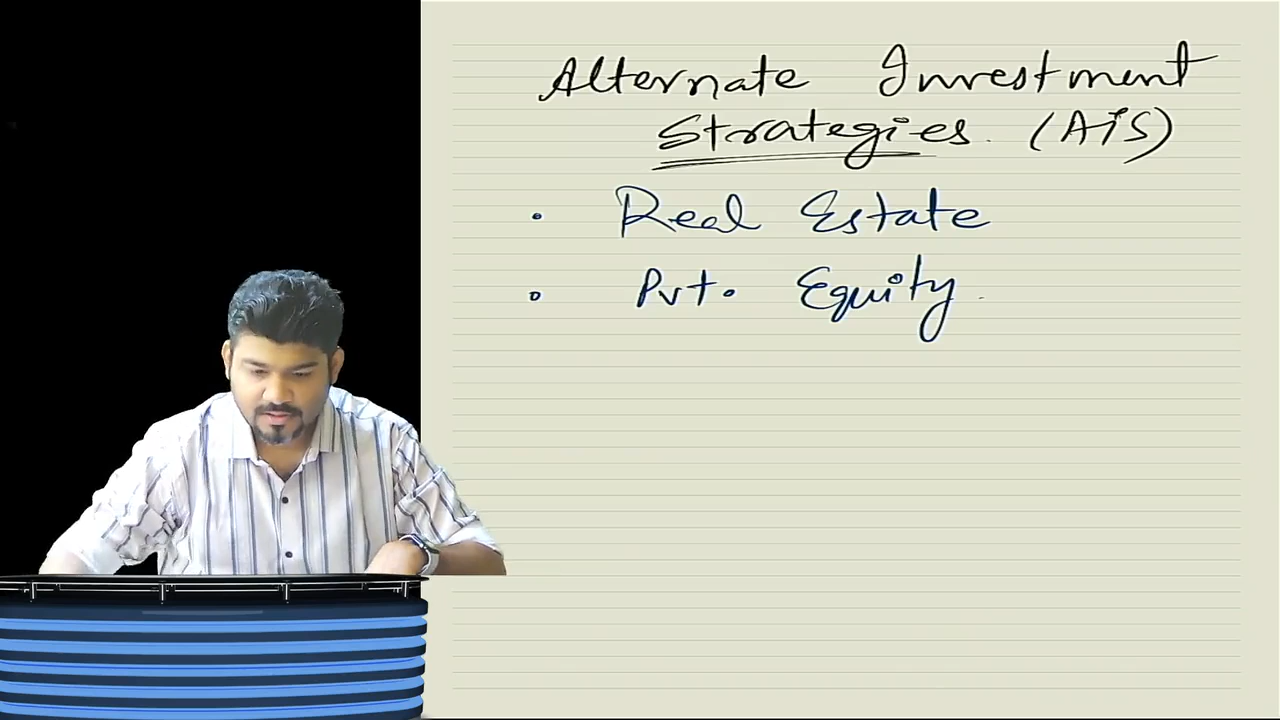 Alternate Investment
Strategies. (AIS)
• Real Estate
• Pvt. Equity